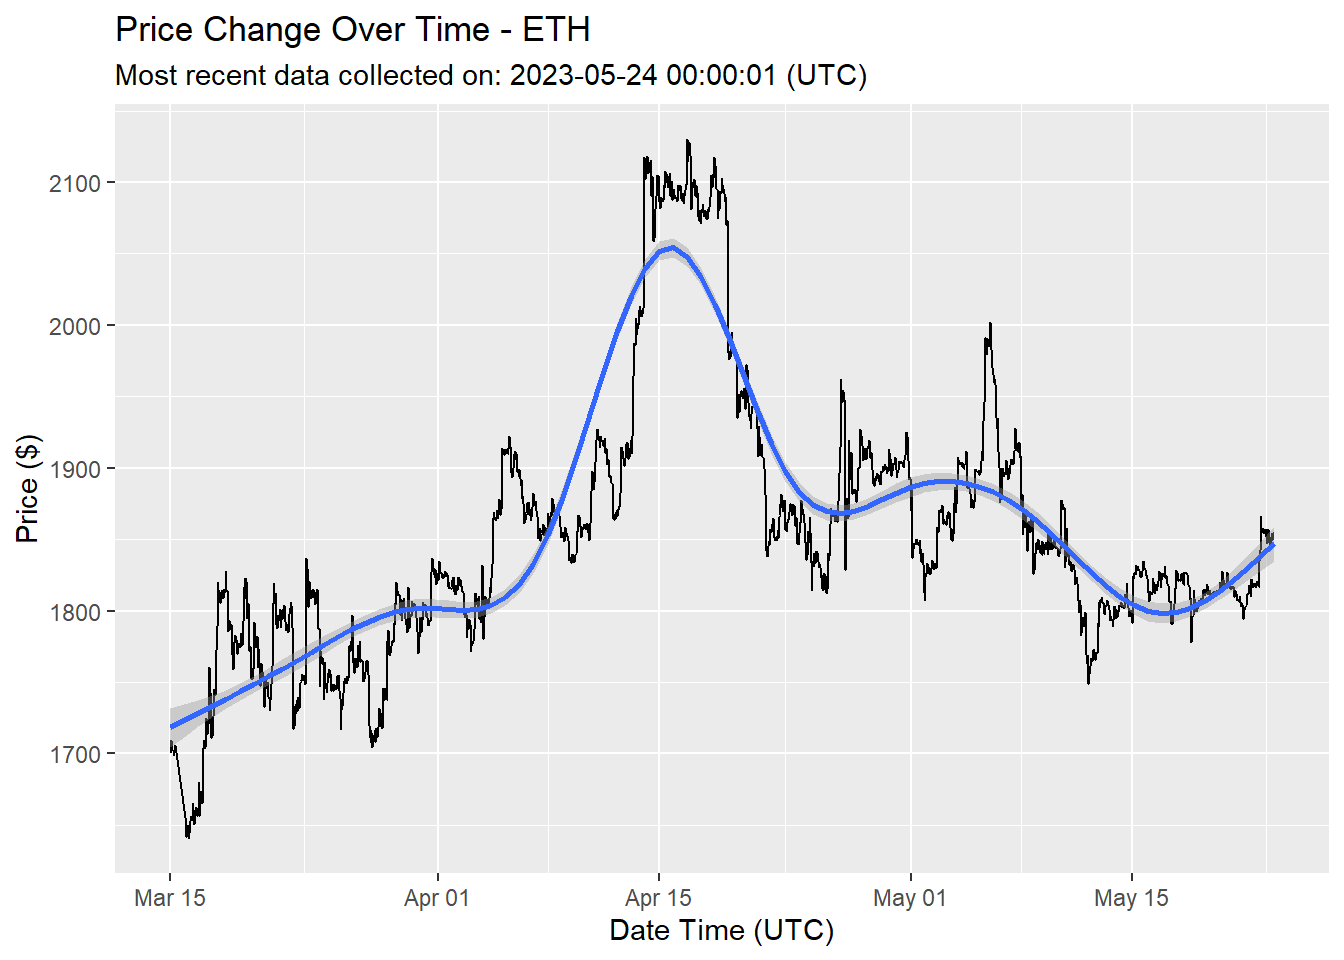 Price Change Over Time - ETH
Most recent data collected on: 2023-05-24 00:00:01 (UTC)
Price ($)
2100
2000
1900
1800
1700
Mar 15 Apr 01 Apr 15 May 01 May 15
Date Time (UTC)